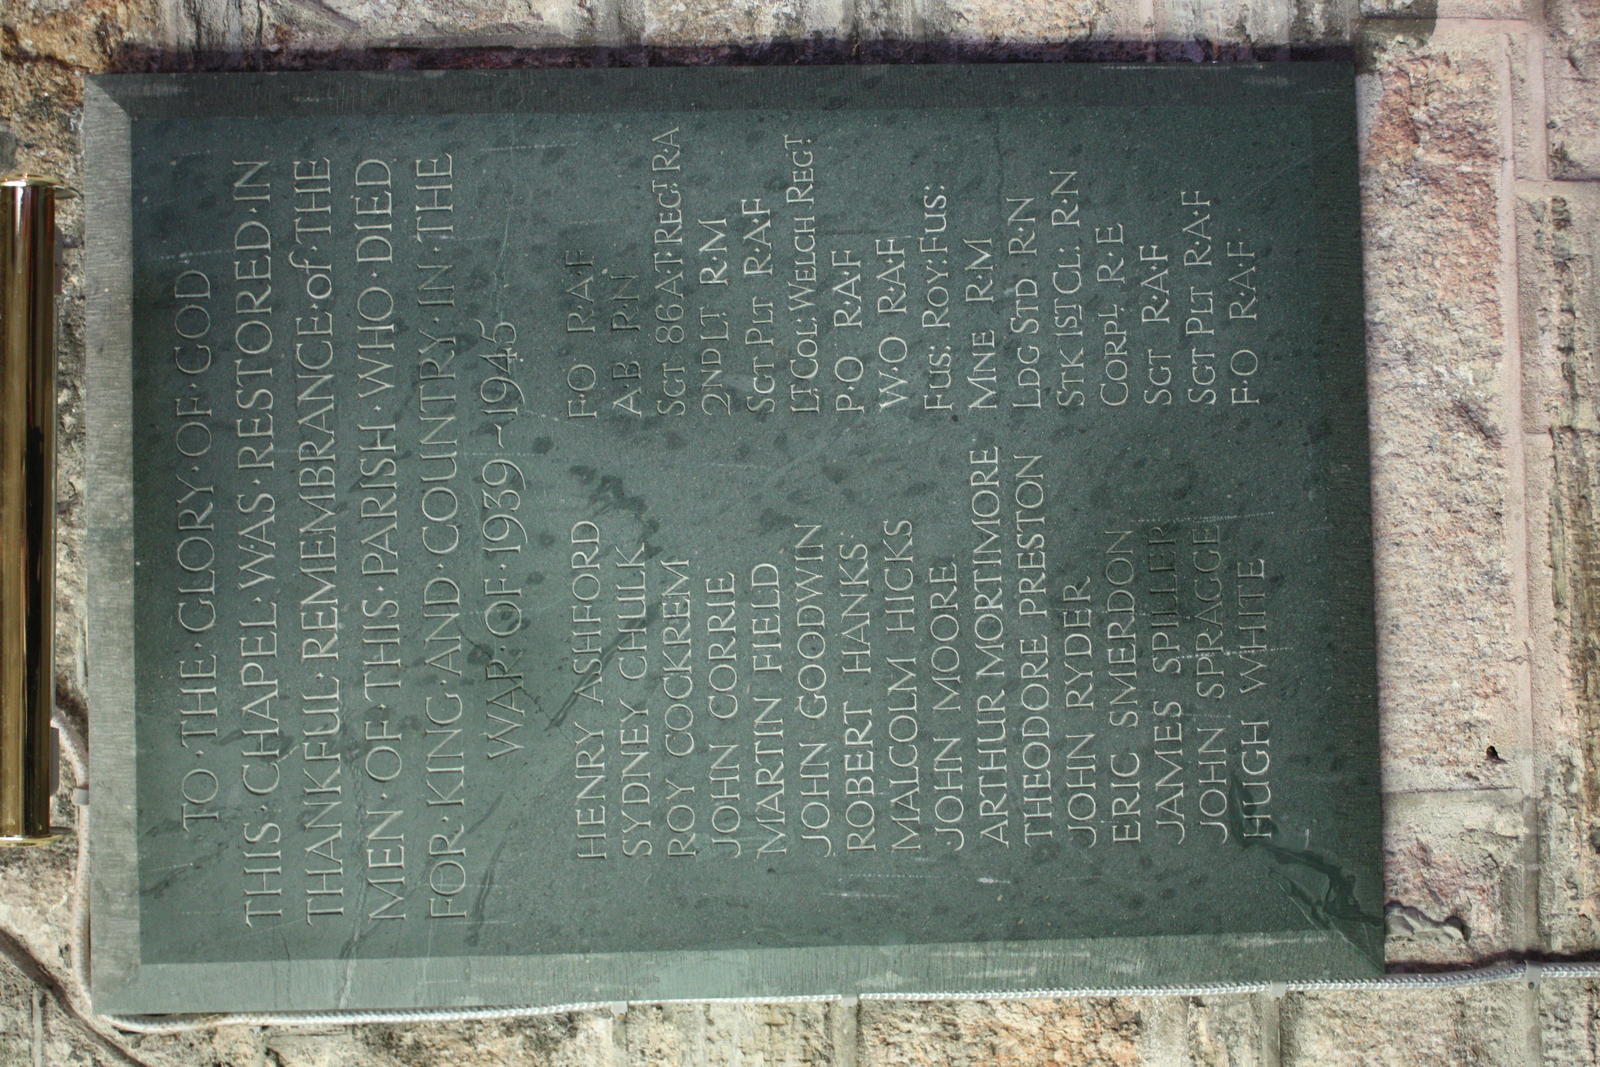 TO·THE·GLORY·OF·GOD
THIS·CHAPEL·WAS·RESTORED·IN
THANKFUL·REMEMBRANCE·of·THE
MEN·OF·THIS·PARISH·WHO·DIED
FOR·KING·AND·COUNTRY·IN·THE
WAR·OF·1939-1945
HENRY ASHFORD F·O R·A·F
SYDNEY CHULK A·B R·N
ROY COCKREM SGT 86 A·T·REGT R·A
JOHN CORRIE 2ND LT R·M
MARTIN FIELD SGT PLT R·A·F
JOHN GOODWIN LT COL: WELCH REGT
ROBERT HANKS P·O R·A·F
MALCOLM HICKS W·O R·A·F
JOHN MOORE FUS: ROY: FUS:
ARTHUR MORTIMORE MNE R·M
THEODORE PRESTON LDG STD R·N
JOHN RYDER STK IST CL: R·N
ERIC SMERDON CORPL R·E
JAMES SPILLER SGT R·A·F
JOHN SPRAGGE SGT PLT R·A·F
HUGH WHITE F·O R·A·F